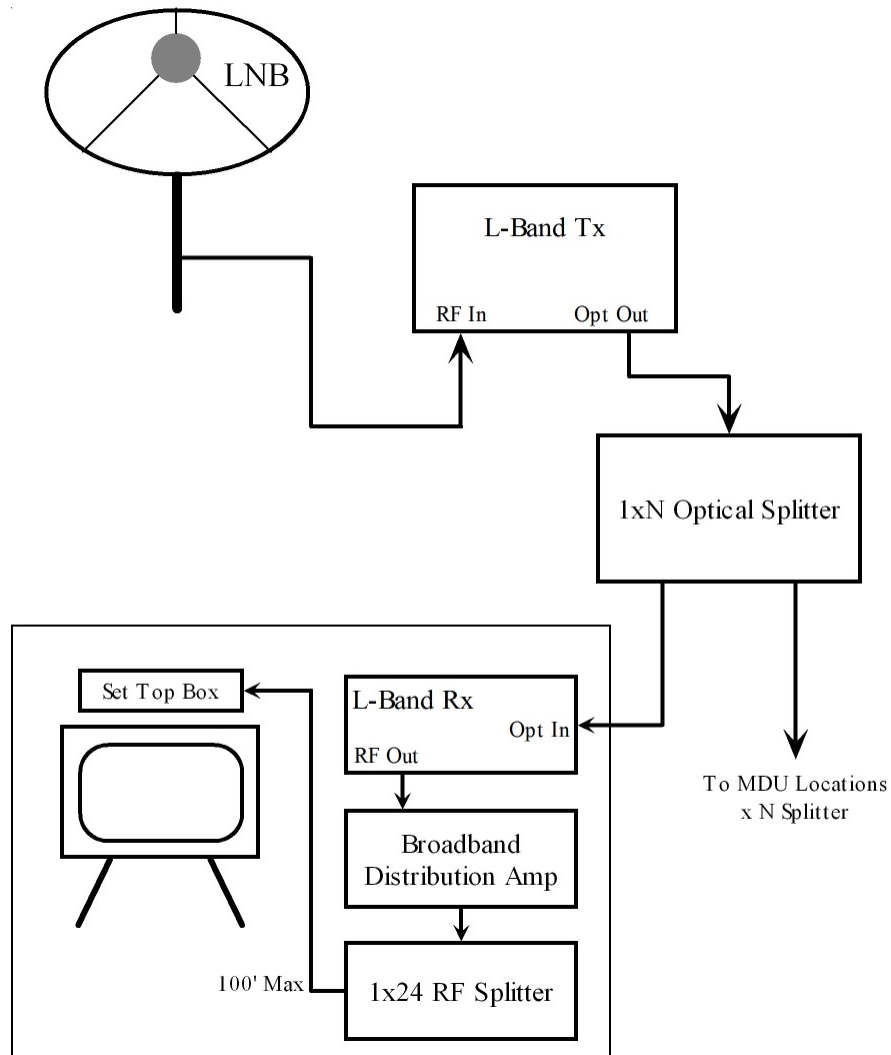 LNB
L-Band Tx
RF In
Opt Out
1xN Optical Splitter
To MDU Locations
x N Splitter
Set Top Box
L-Band Rx
Opt In
RF Out
Broadband
Distribution Amp
1x24 RF Splitter
100' Max